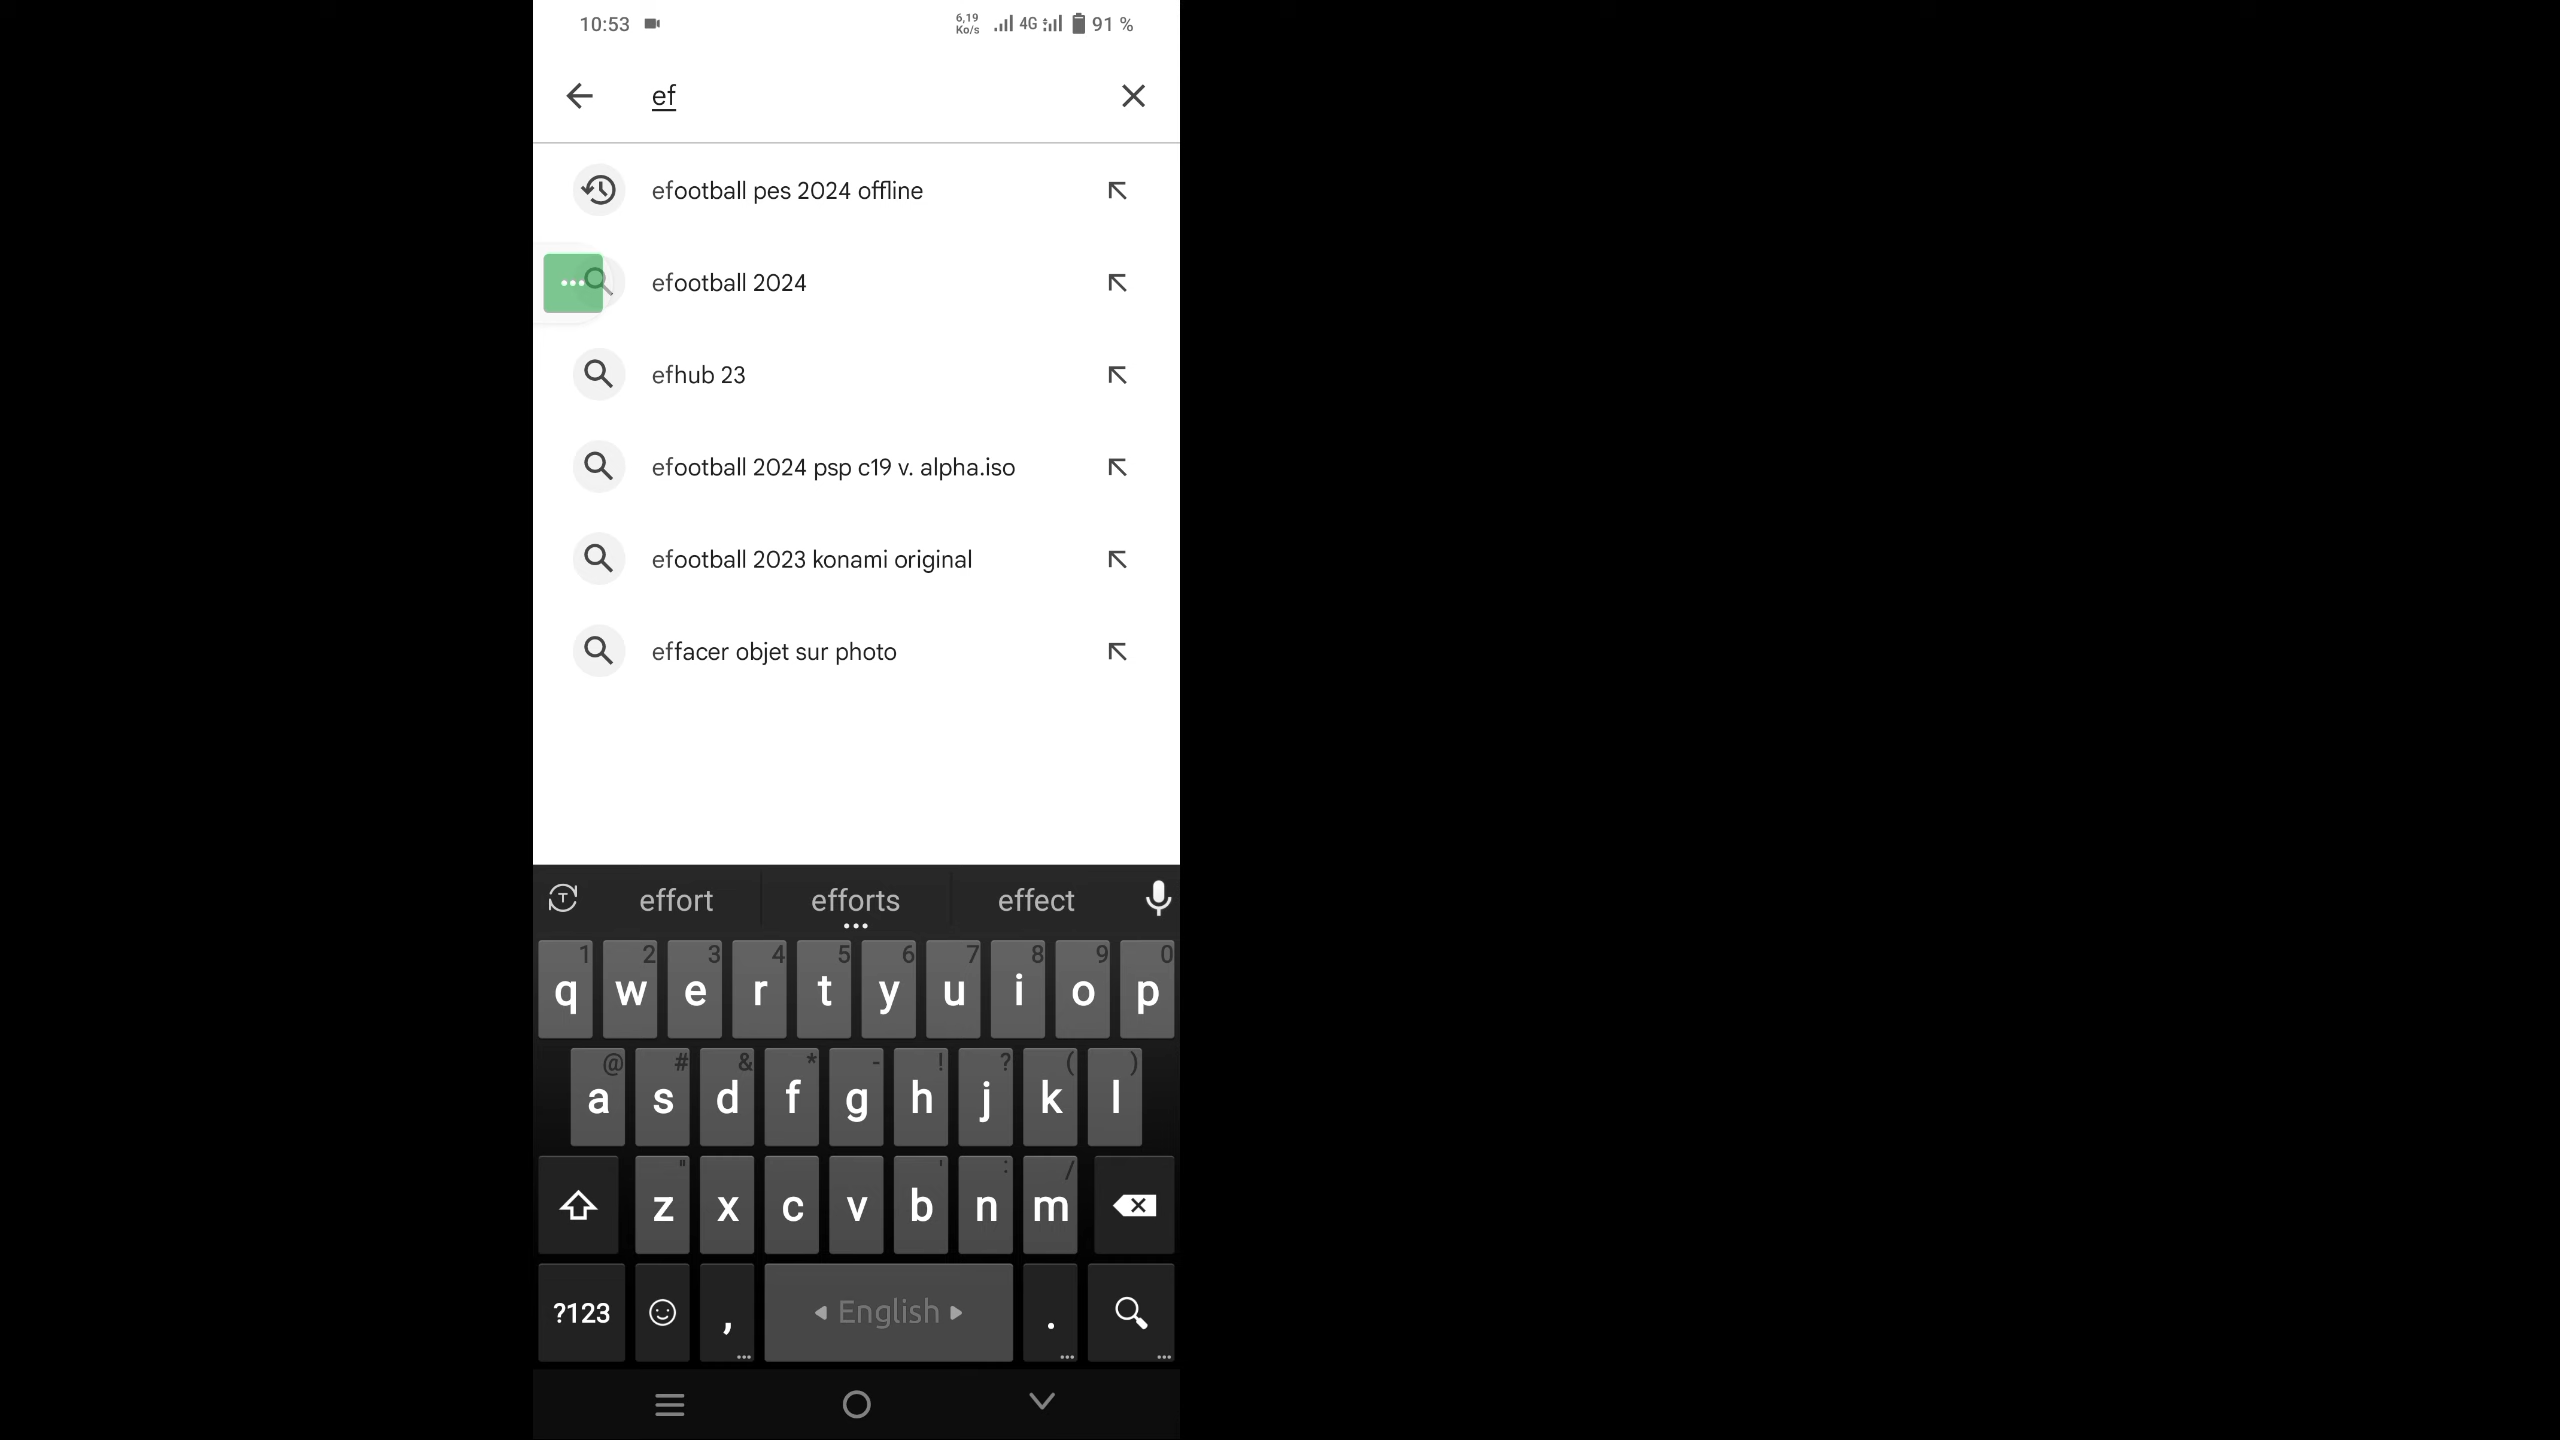 10:53 6,19 Ko/s 4G 91 %
ef
efootball pes 2024 offline
efootball 2024
efhub 23
efootball 2024 psp c19 v. alpha.iso
efootball 2023 konami original
effacer objet sur photo
effort efforts effect
1 2 3 4 5 6 7 8 9 0
q w e r t y u i o p
@ # & * - ! ? ( )
a s d f g h j k l
" ' : /
z x c v b n m
?123 , English .